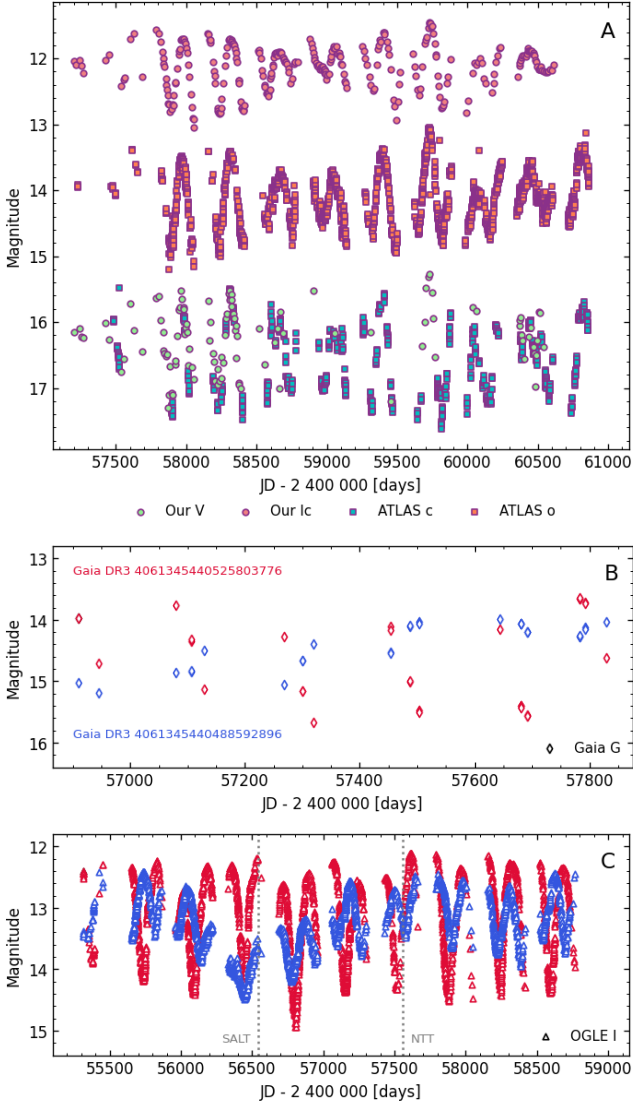 A
12
13
14
15
16
17
Magnitude
57500 58000 58500 59000 59500 60000 60500 61000
JD - 2 400 000 [days]
Our V Our Ic ATLAS c ATLAS o
B
13
14
15
16
Magnitude
Gaia DR3 4061345440525803776
Gaia DR3 4061345440488592896
Gaia G
57000 57200 57400 57600 57800
JD - 2 400 000 [days]
C
12
13
14
15
Magnitude
SALT NTT
OGLE I
55500 56000 56500 57000 57500 58000 58500 59000
JD - 2 400 000 [days]